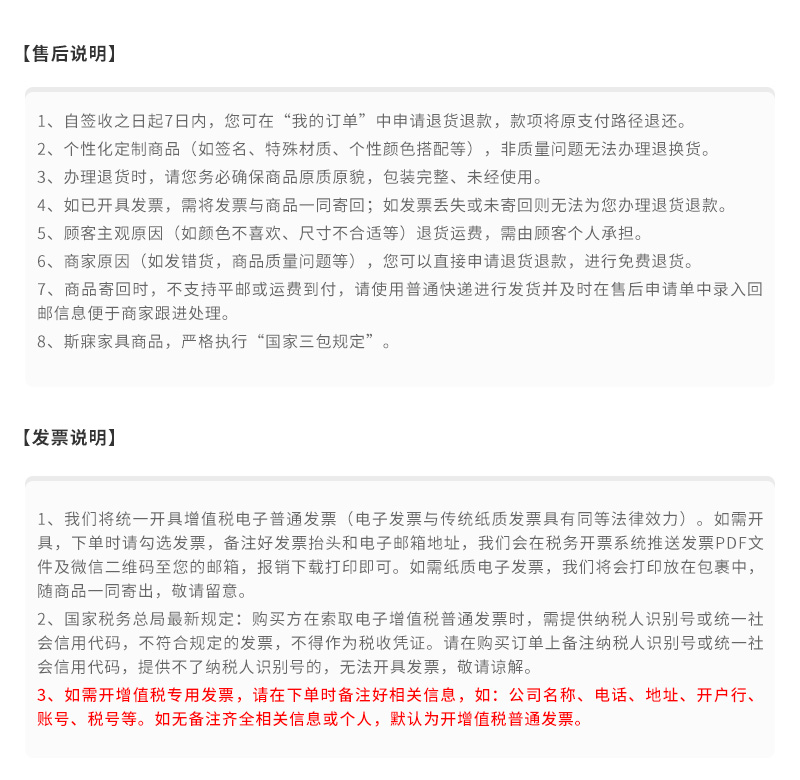 【售后说明】
1、自签收之日起7日内，您可在“我的订单”中申请退货退款，款项将原支付路径退还。
2、个性化定制商品（如签名、特殊材质、个性颜色搭配等），非质量问题无法办理退换货。
3、办理退货时，请您务必确保商品原质原貌，包装完整、未经使用。
4、如已开具发票，需将发票与商品一同寄回；如发票丢失或未寄回则无法为您办理退货退款。
5、顾客主观原因（如颜色不喜欢、尺寸不合适等）退货运费，需由顾客个人承担。
6、商家原因（如发错货，商品质量问题等），您可以直接申请退货退款，进行免费退货。
7、商品寄回时，不支持平邮或运费到付，请使用普通快递进行发货并及时在售后申请单中录入回
邮信息便于商家跟进处理。
8、斯寐家具商品，严格执行“国家三包规定”。
【发票说明】
1、我们将统一开具增值税电子普通发票（电子发票与传统纸质发票具有同等法律效力）。如需开
具，下单时请勾选发票，备注好发票抬头和电子邮箱地址，我们会在税务开票系统推送发票PDF文
件及微信二维码至您的邮箱，报销下载打印即可。如需纸质电子发票，我们将会打印放在包裹中，
随商品一同寄出，敬请留意。
2、国家税务总局最新规定：购买方在索取电子增值税普通发票时，需提供纳税人识别号或统一社
会信用代码，不符合规定的发票，不得作为税收凭证。请在购买订单上备注纳税人识别号或统一社
会信用代码，提供不了纳税人识别号的，无法开具发票，敬请谅解。
3、如需开增值税专用发票，请在下单时备注好相关信息，如：公司名称、电话、地址、开户行、
账号、税号等。如无备注齐全相关信息或个人，默认为开增值税普通发票。